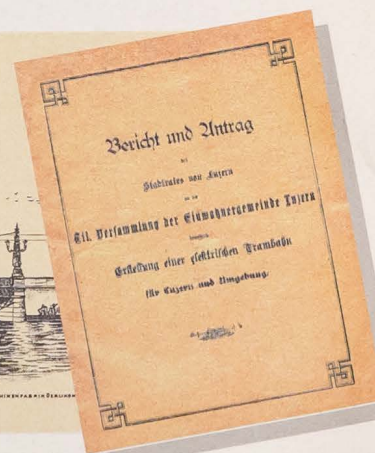 Bericht und Antrag
des
Stadtrates von Luzern
an die
Tit. Versammlung der Einwohnergemeinde Luzern
betreffend
Erstellung einer elektrischen Trambahn
für Luzern und Umgebung.